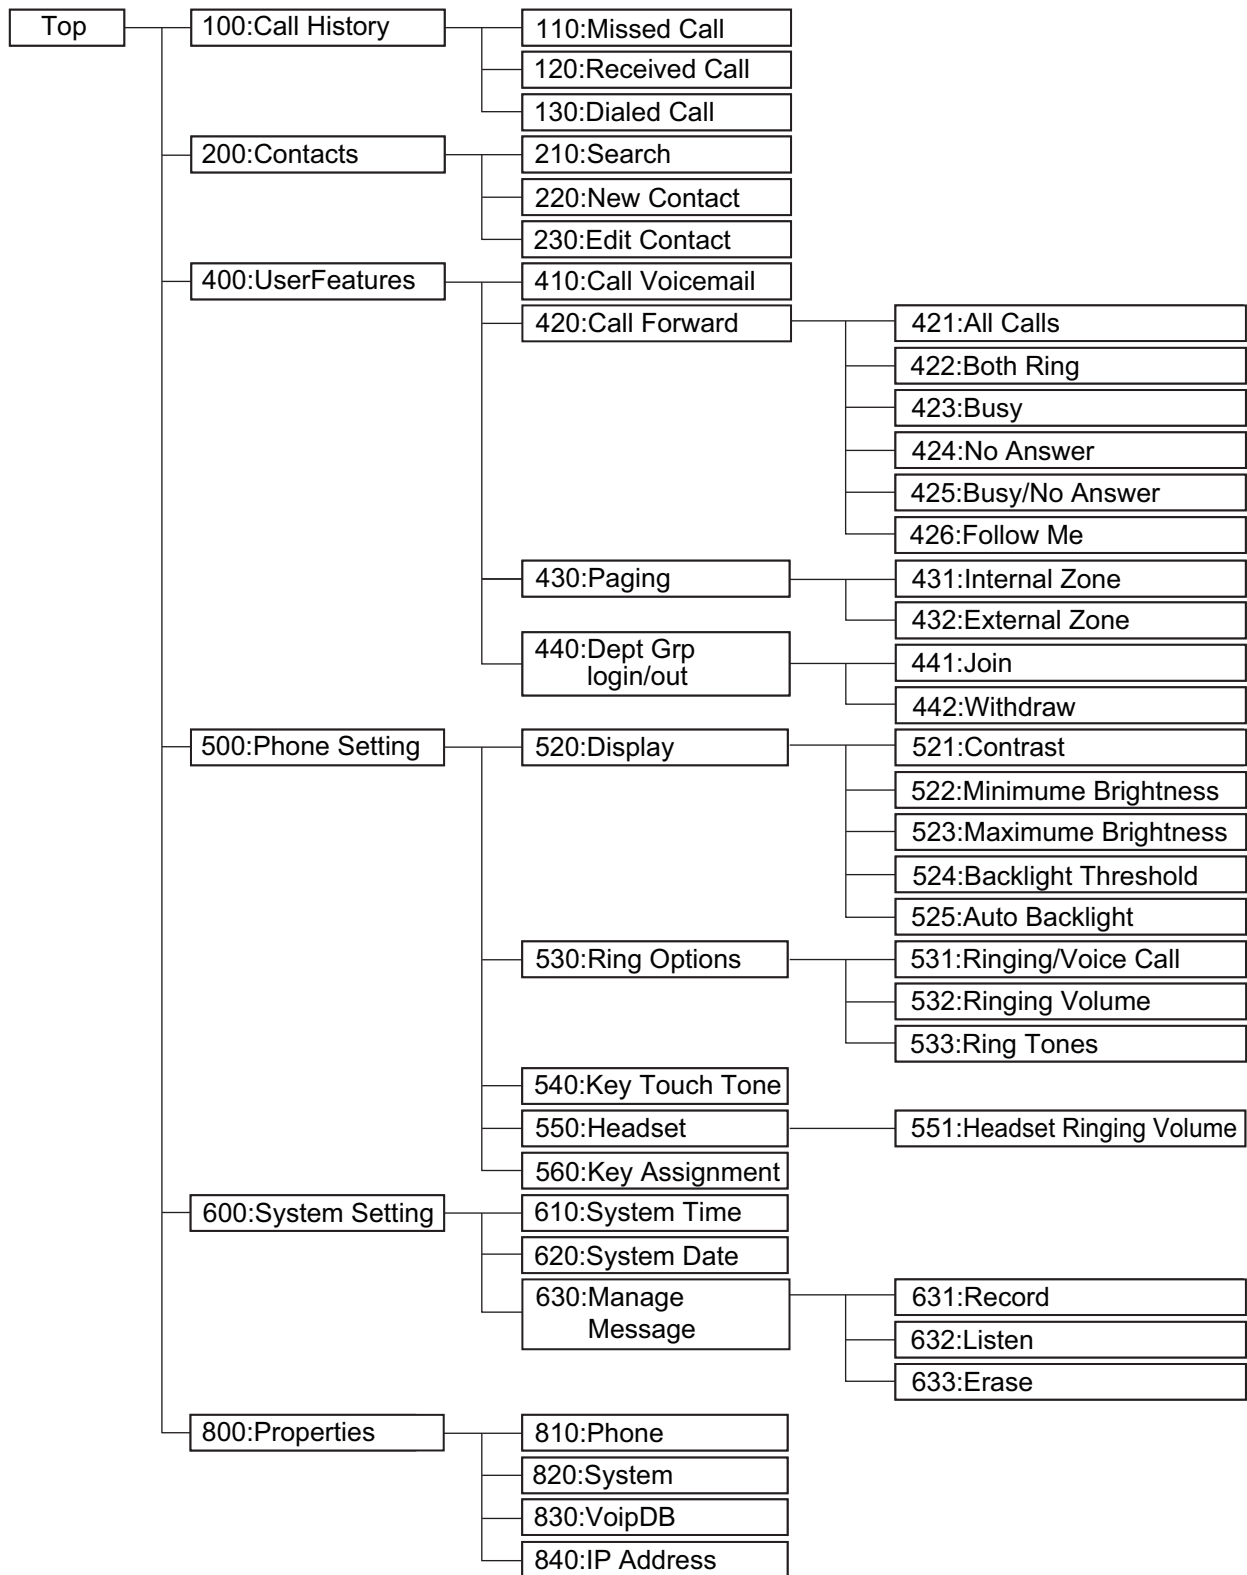 Top
100:Call History
110:Missed Call
120:Received Call
130:Dialed Call
200:Contacts
210:Search
220:New Contact
230:Edit Contact
400:UserFeatures
410:Call Voicemail
420:Call Forward
421:All Calls
422:Both Ring
423:Busy
424:No Answer
425:Busy/No Answer
426:Follow Me
430:Paging
431:Internal Zone
432:External Zone
440:Dept Grp
login/out
441:Join
442:Withdraw
500:Phone Setting
520:Display
521:Contrast
522:Minimume Brightness
523:Maximume Brightness
524:Backlight Threshold
525:Auto Backlight
530:Ring Options
531:Ringing/Voice Call
532:Ringing Volume
533:Ring Tones
540:Key Touch Tone
550:Headset
551:Headset Ringing Volume
560:Key Assignment
600:System Setting
610:System Time
620:System Date
630:Manage
Message
631:Record
632:Listen
633:Erase
800:Properties
810:Phone
820:System
830:VoipDB
840:IP Address